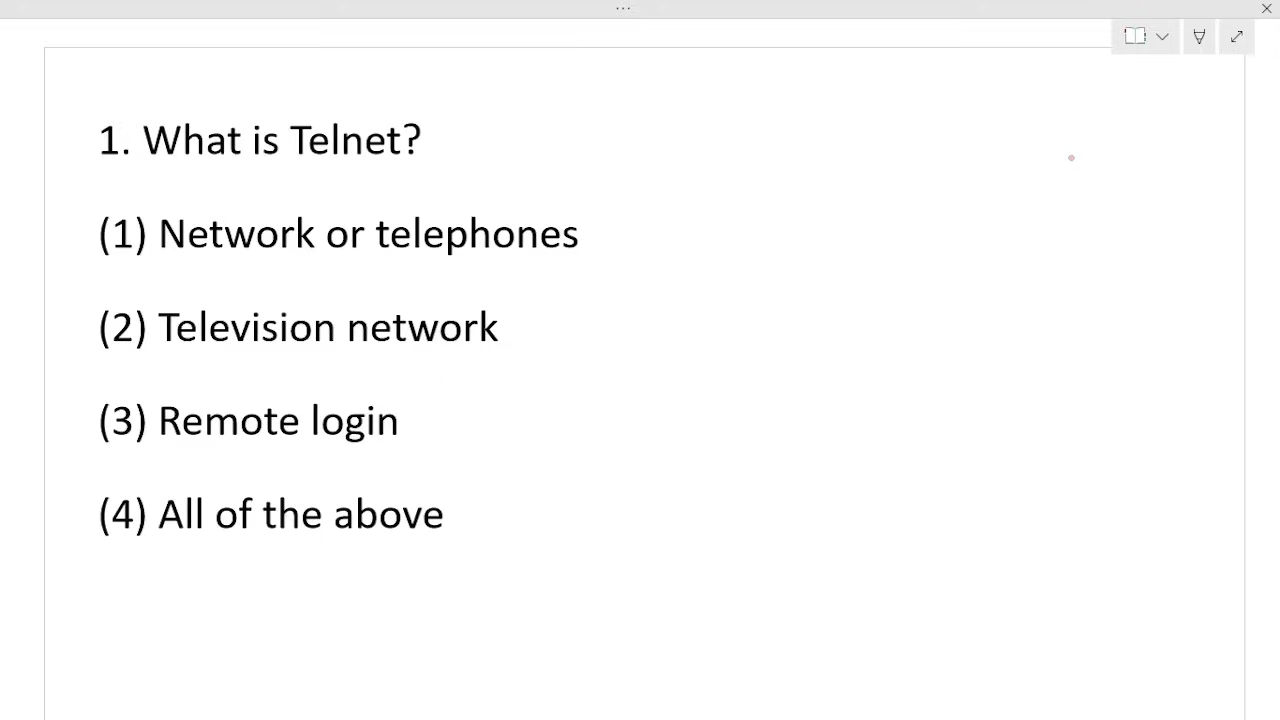 1. What is Telnet?
(1) Network or telephones
(2) Television network
(3) Remote login
(4) All of the above